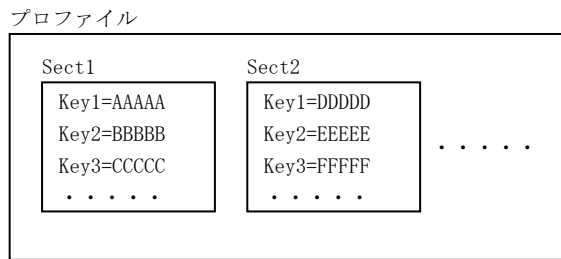 プロファイル
Sect1
Key1=AAAAA
Key2=BBBBB
Key3=CCCCC
・・・・・
Sect2
Key1=DDDDD
Key2=EEEEE
Key3=FFFFF
・・・・・
・・・・・